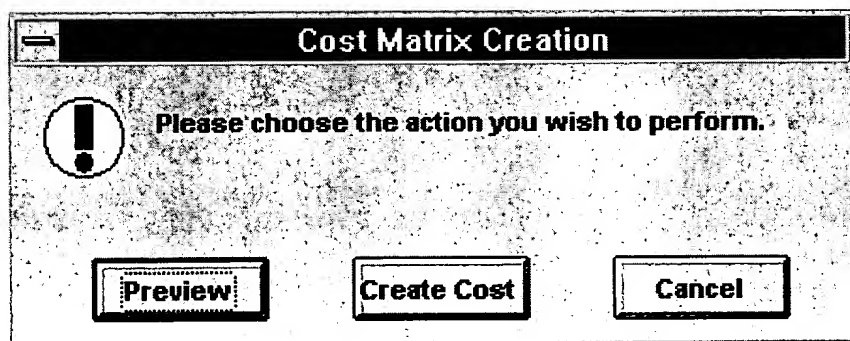 Cost Matrix Creation
Please choose the action you wish to perform.
Preview
Create Cost
Cancel